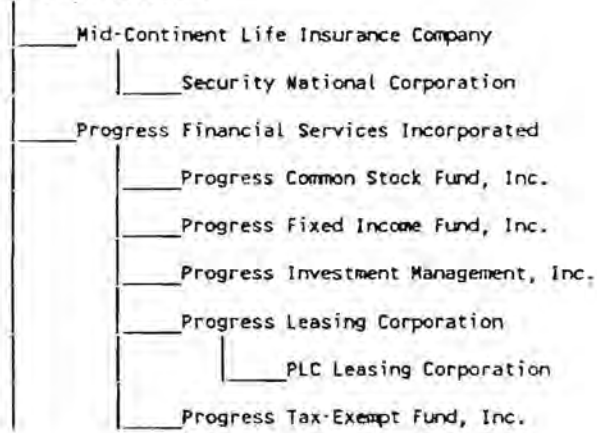 Mid-Continent Life Insurance Company
Security National Corporation
Progress Financial Services Incorporated
Progress Common Stock Fund, Inc.
Progress Fixed Income Fund, Inc.
Progress Investment Management, Inc.
Progress Leasing Corporation
PLC Leasing Corporation
Progress Tax-Exempt Fund, Inc.